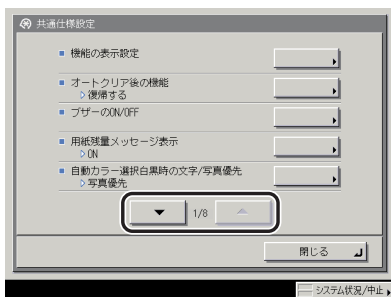 共通仕様設定
機能の表示設定
オートクリア後の機能
復帰する
ブザーのON/OFF
用紙残量メッセージ表示
ON
自動カラー選択白黒時の文字/写真優先
写真優先
1/8
閉じる
システム状況/中止